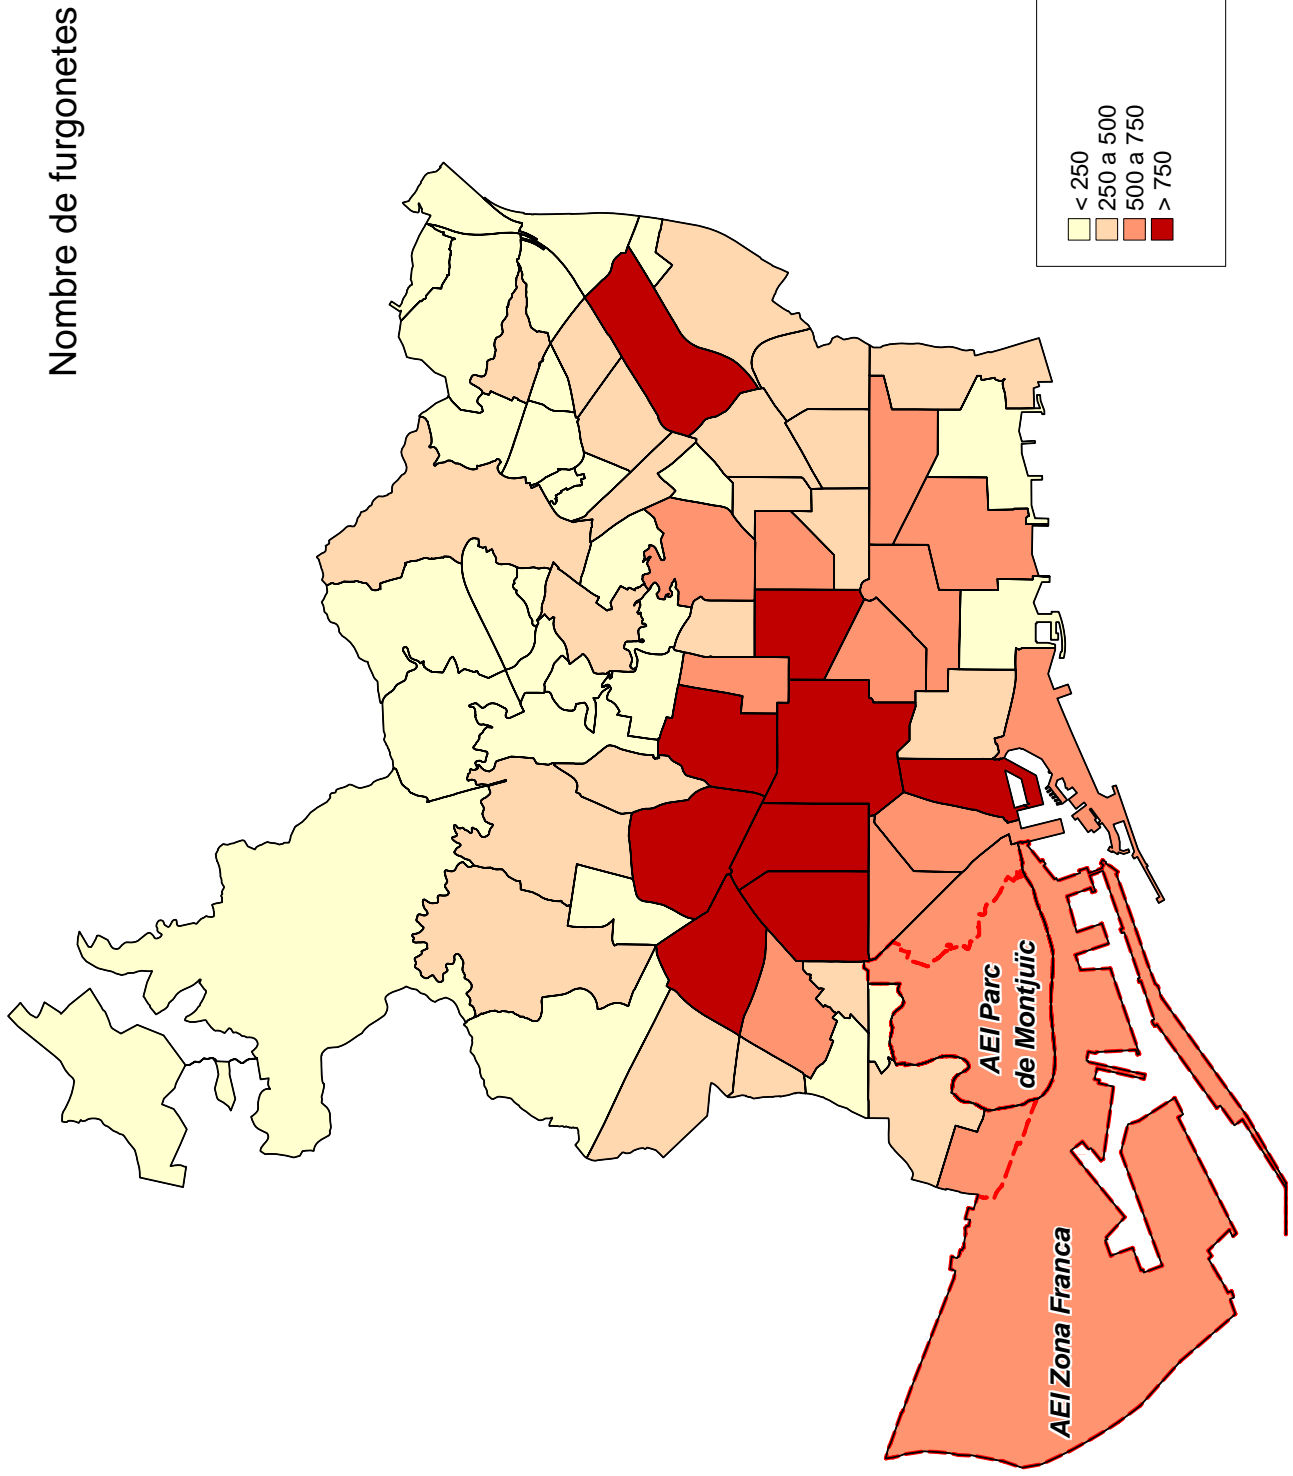 Nombre de furgonetes
< 250
250 a 500
500 a 750
> 750
AEI Parc
de Montjuïc
AEI Zona Franca